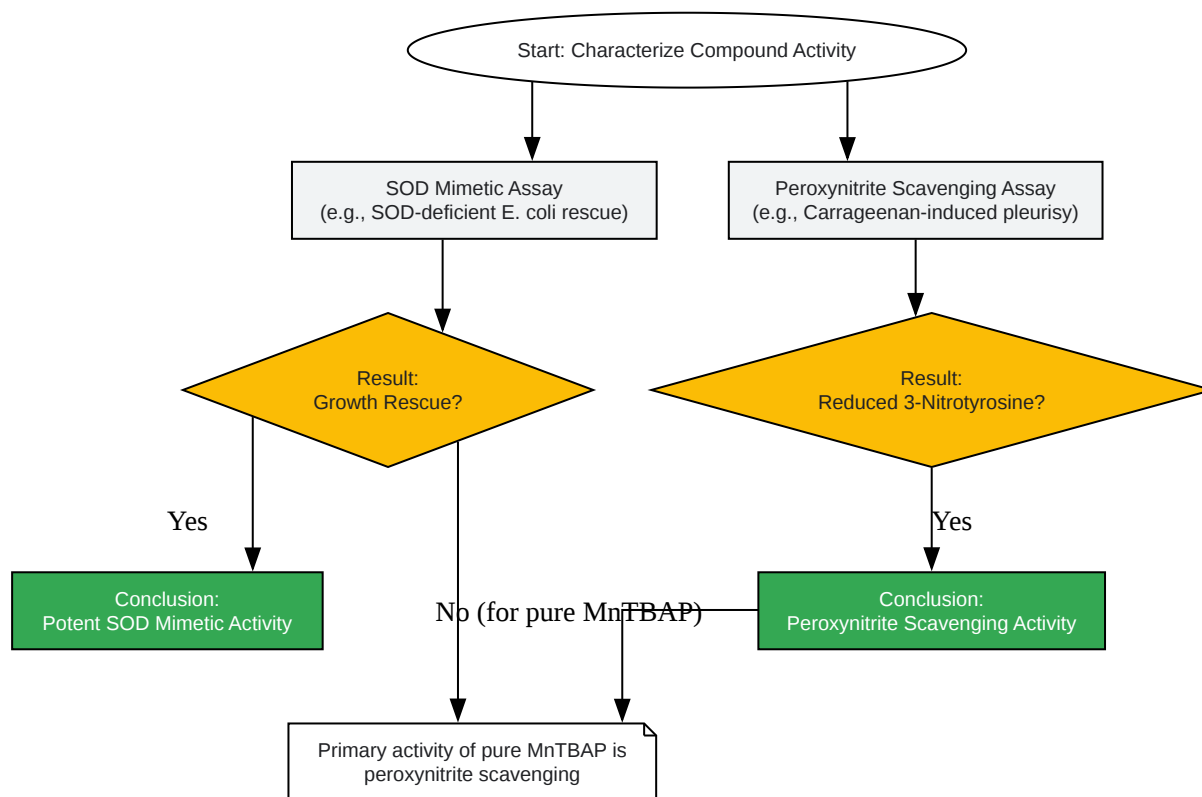 Start: Characterize Compound Activity
SOD Mimetic Assay
(e.g., SOD-deficient E. coli rescue)
Peroxynitrite Scavenging Assay
(e.g., Carrageenan-induced pleurisy)
Result:
Growth Rescue?
Result:
Reduced 3-Nitrotyrosine?
Yes
Yes
Conclusion:
Potent SOD Mimetic Activity
No (for pure MnTBAP)
Conclusion:
Peroxynitrite Scavenging Activity
Primary activity of pure MnTBAP is
peroxynitrite scavenging